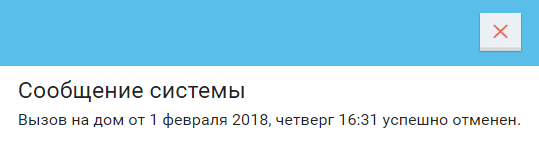 Сообщение системы
Вызов на дом от 1 февраля 2018, четверг 16:31 успешно отменен.